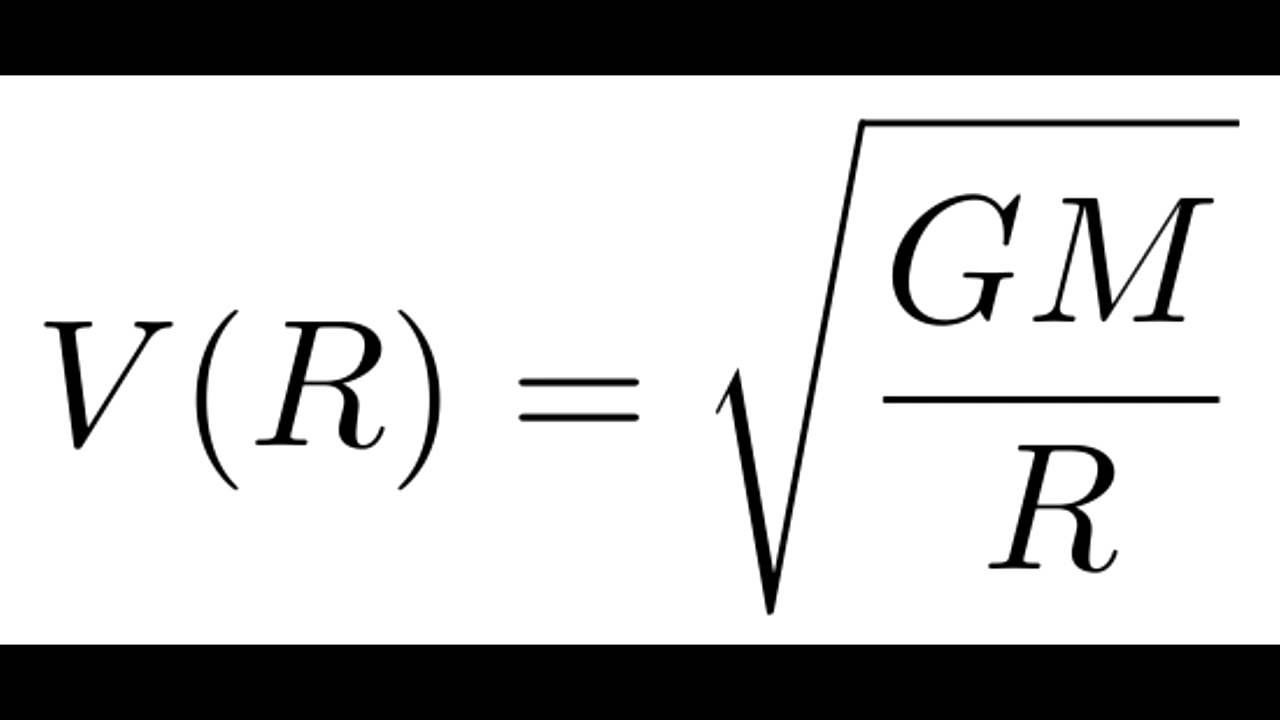 V(R) = √(GM/R)